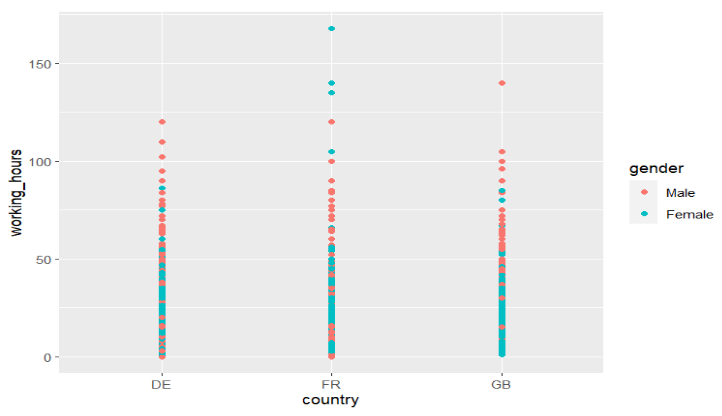 150
100
50
0
working_hours
DE FR GB
country
gender
Male
Female